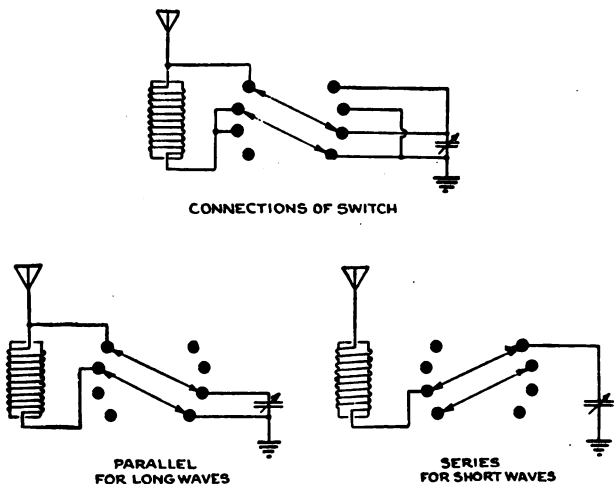 CONNECTIONS OF SWITCH
PARALLEL
FOR LONG WAVES
SERIES
FOR SHORT WAVES